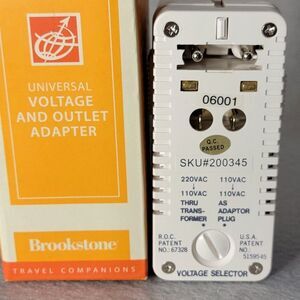 UNIVERSAL
VOLTAGE
AND OUTLET
ADAPTER
Brookstone
TRAVEL COMPANIONS
06001
Q.C.
PASSED
SKU#200345
220VAC 110VAC
110VAC 110VAC
THRU AS
TRANS- ADAPTOR
FORMER PLUG
R.O.C. U.S.A.
PATENT PATENT
NO.:67328 NO.:
5159545
VOLTAGE SELECTOR